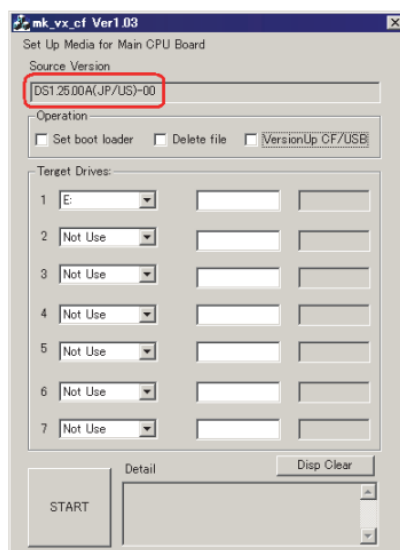 mk_vx_cf Ver1.03
Set Up Media for Main CPU Board
Source Version
DS1.25.00A(JP/US)-00
Operation
Set boot loader Delete file VersionUp CF/USB
Terget Drives:
1 E:
2 Not Use
3 Not Use
4 Not Use
5 Not Use
6 Not Use
7 Not Use
Detail Disp Clear
START